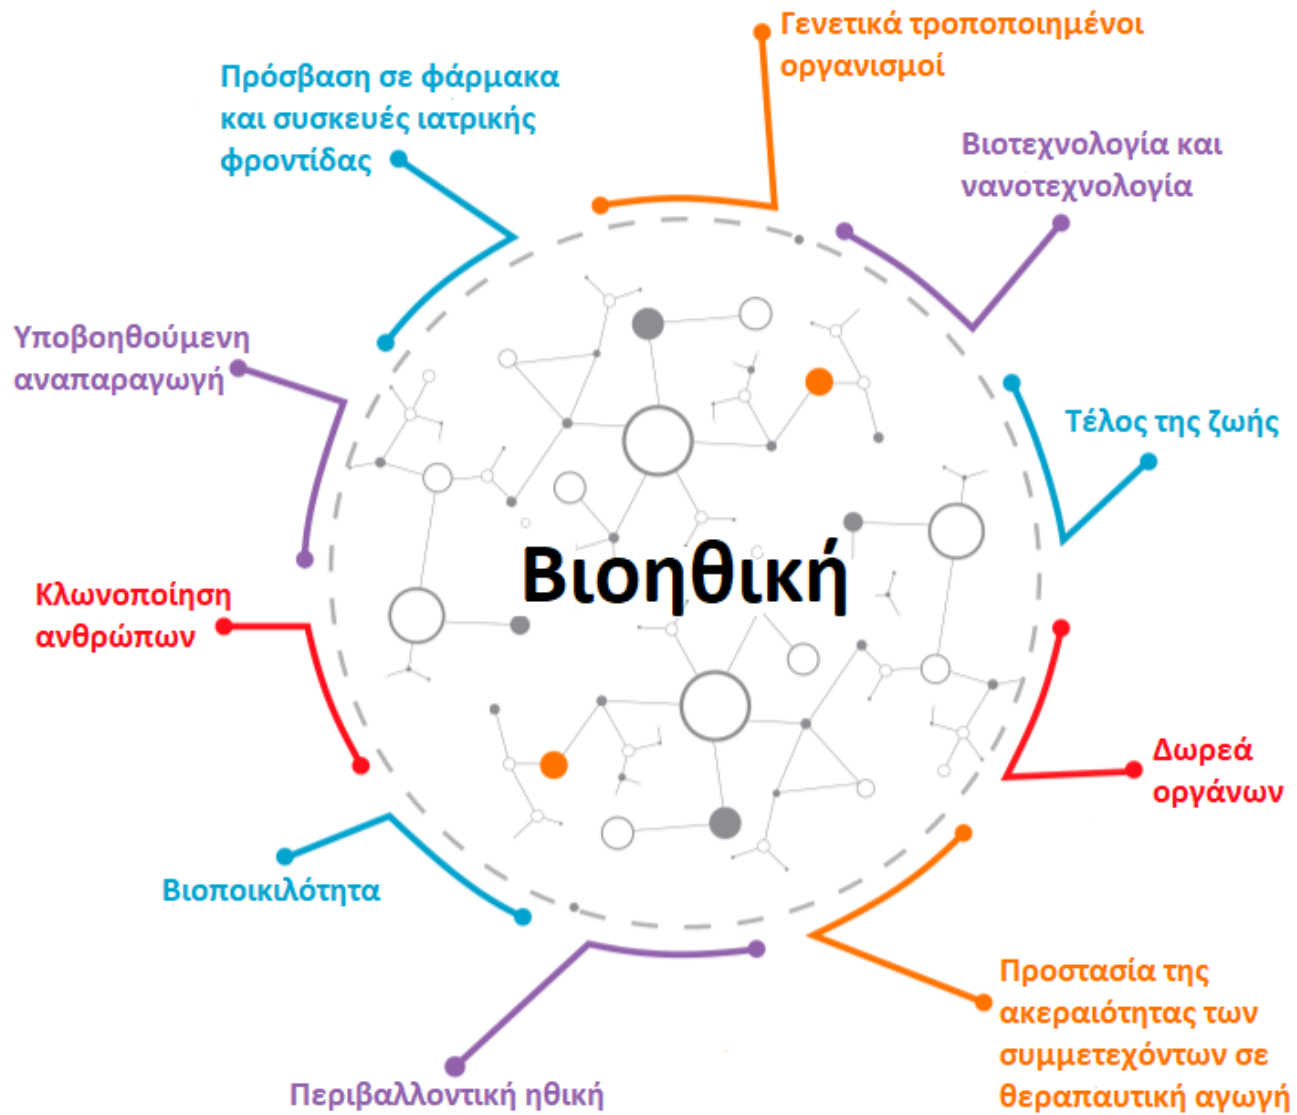 Γενετικά τροποποιημένοι
οργανισμοί
Πρόσβαση σε φάρμακα
και συσκευές ιατρικής
φροντίδας
Βιοτεχνολογία και
νανοτεχνολογία
Υποβοηθούμενη
αναπαραγωγή
Τέλος της ζωής
Βιοηθική
Κλωνοποίηση
ανθρώπων
Δωρεά
οργάνων
Βιοποικιλότητα
Προστασία της
ακεραιότητας των
συμμετεχόντων σε
θεραπαυτική αγωγή
Περιβαλλοντική ηθική